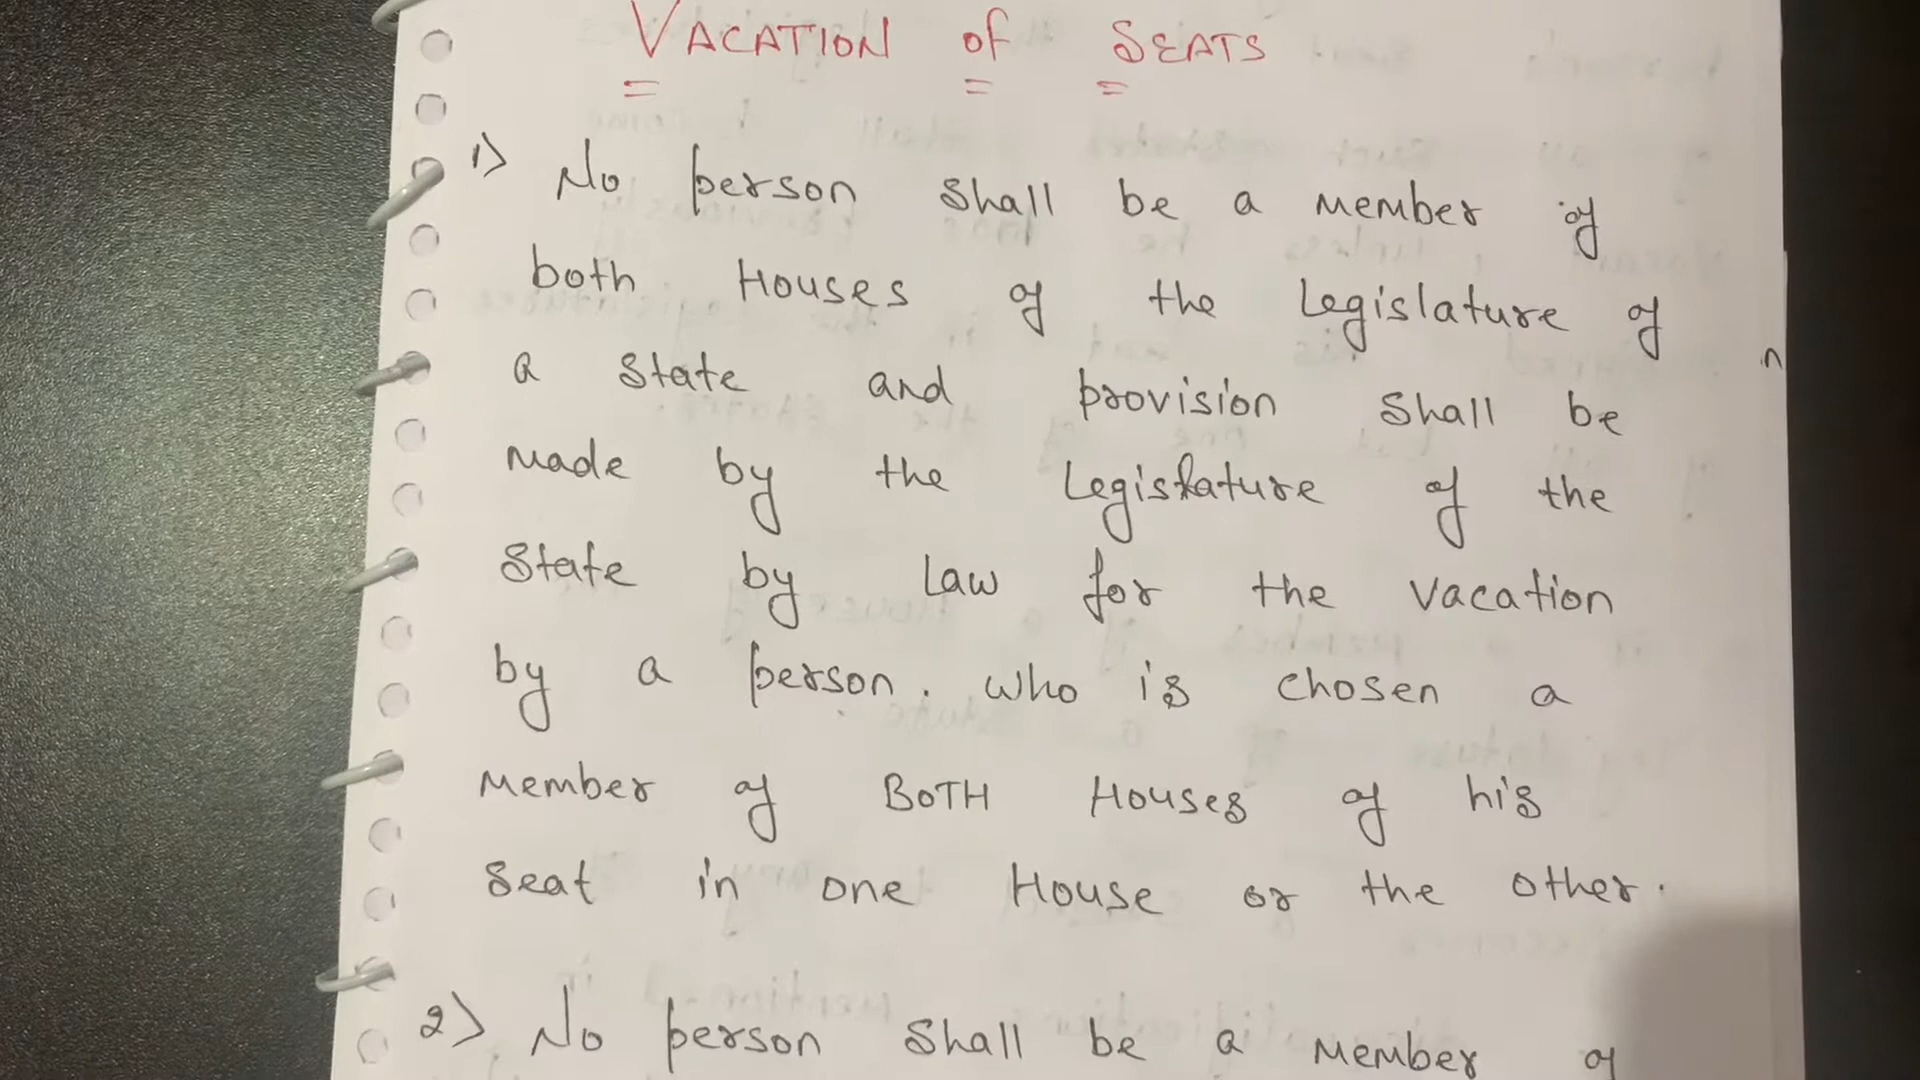 VACATION of SEATS
1) No person shall be a member of
both Houses of the Legislature of
a state and provision shall be
made by the Legislature of the
state by Law for the vacation
by a person. who is chosen a
member of BOTH Houses of his
seat in one House or the other.
2) No person shall be a member of